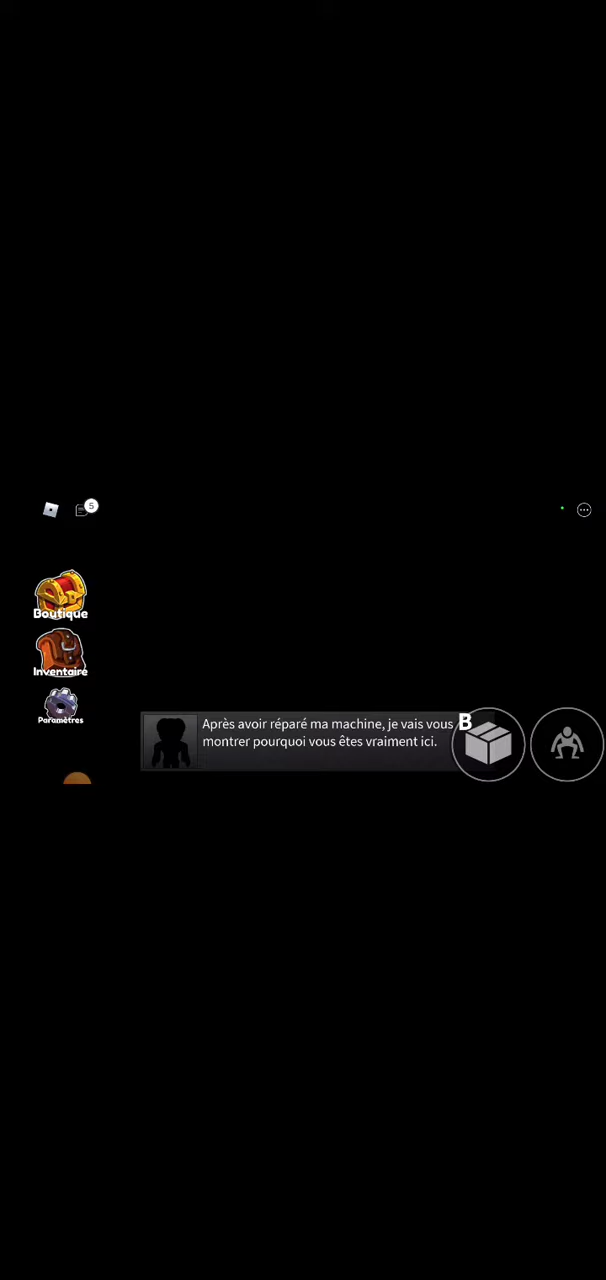 5
Boutique
Inventaire
Paramètres
Après avoir réparé ma machine, je vais vous
montrer pourquoi vous êtes vraiment ici.
B